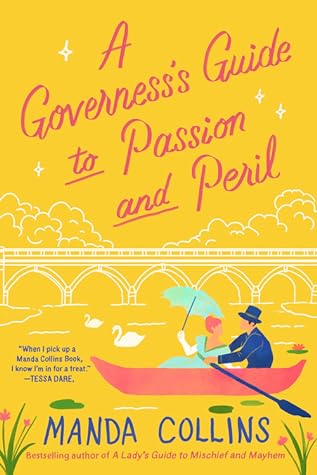 A
Governess's Guide
to Passion
and Peril
"When I pick up a
Manda Collins Book,
I know I'm in for a treat."
—TESSA DARE,
MANDA COLLINS
Bestselling author of A Lady's Guide to Mischief and Mayhem